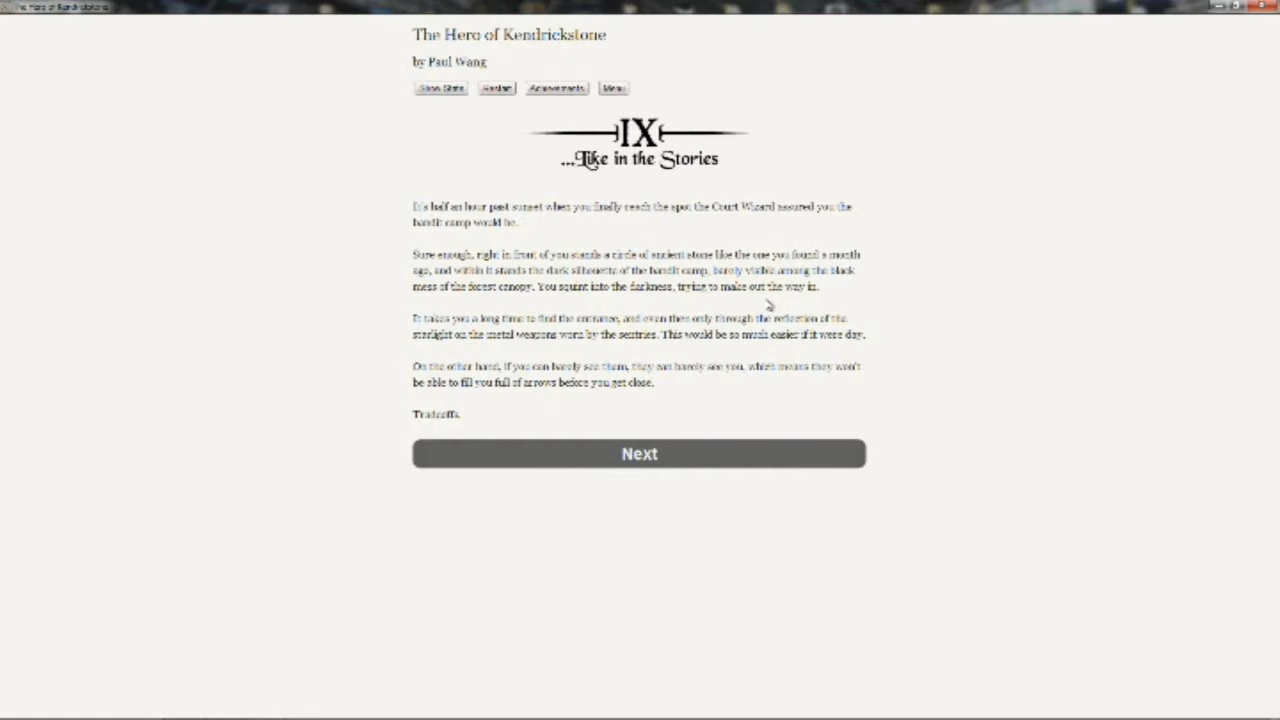 The Hero of Kendrickstone
The Hero of Kendrickstone
by Paul Wang
Show Stats Restart Achievements Menu
IX
...Like in the Stories
It's half an hour past sunset when you finally reach the spot the Court Wizard assured you the
bandit camp would be.
Sure enough, right in front of you stands a circle of ancient stone like the one you found a month
ago, and within it stands the dark silhouette of the bandit camp, barely visible among the black
mess of the forest canopy. You squint into the darkness, trying to make out the way in.
It takes you a long time to find the entrance, and even then only through the reflection of the
starlight on the metal weapons worn by the sentries. This would be so much easier if it were day.
On the other hand, if you can barely see them, they can barely see you, which means they won't
be able to fill you full of arrows before you get close.
Tradeoffs.
Next